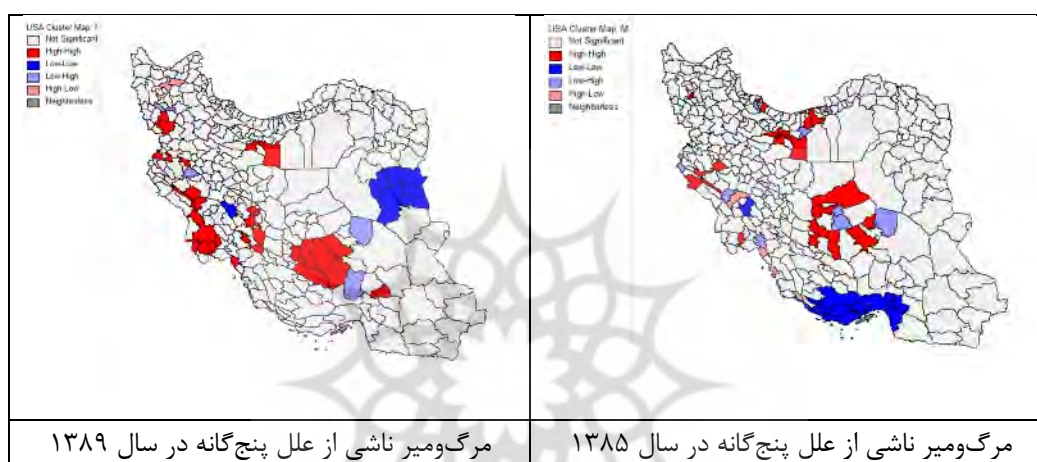 LISA Cluster Map: T
Not Significant
High-High
Low-Low
Low-High
High-Low
Neighborless
LISA Cluster Map: M
Not Significant
High-High
Low-Low
Low-High
High-Low
Neighborless
مرگ‌ومیر ناشی از علل پنج‌گانه در سال ۱۳۸۵
مرگ‌ومیر ناشی از علل پنج‌گانه در سال ۱۳۸۹